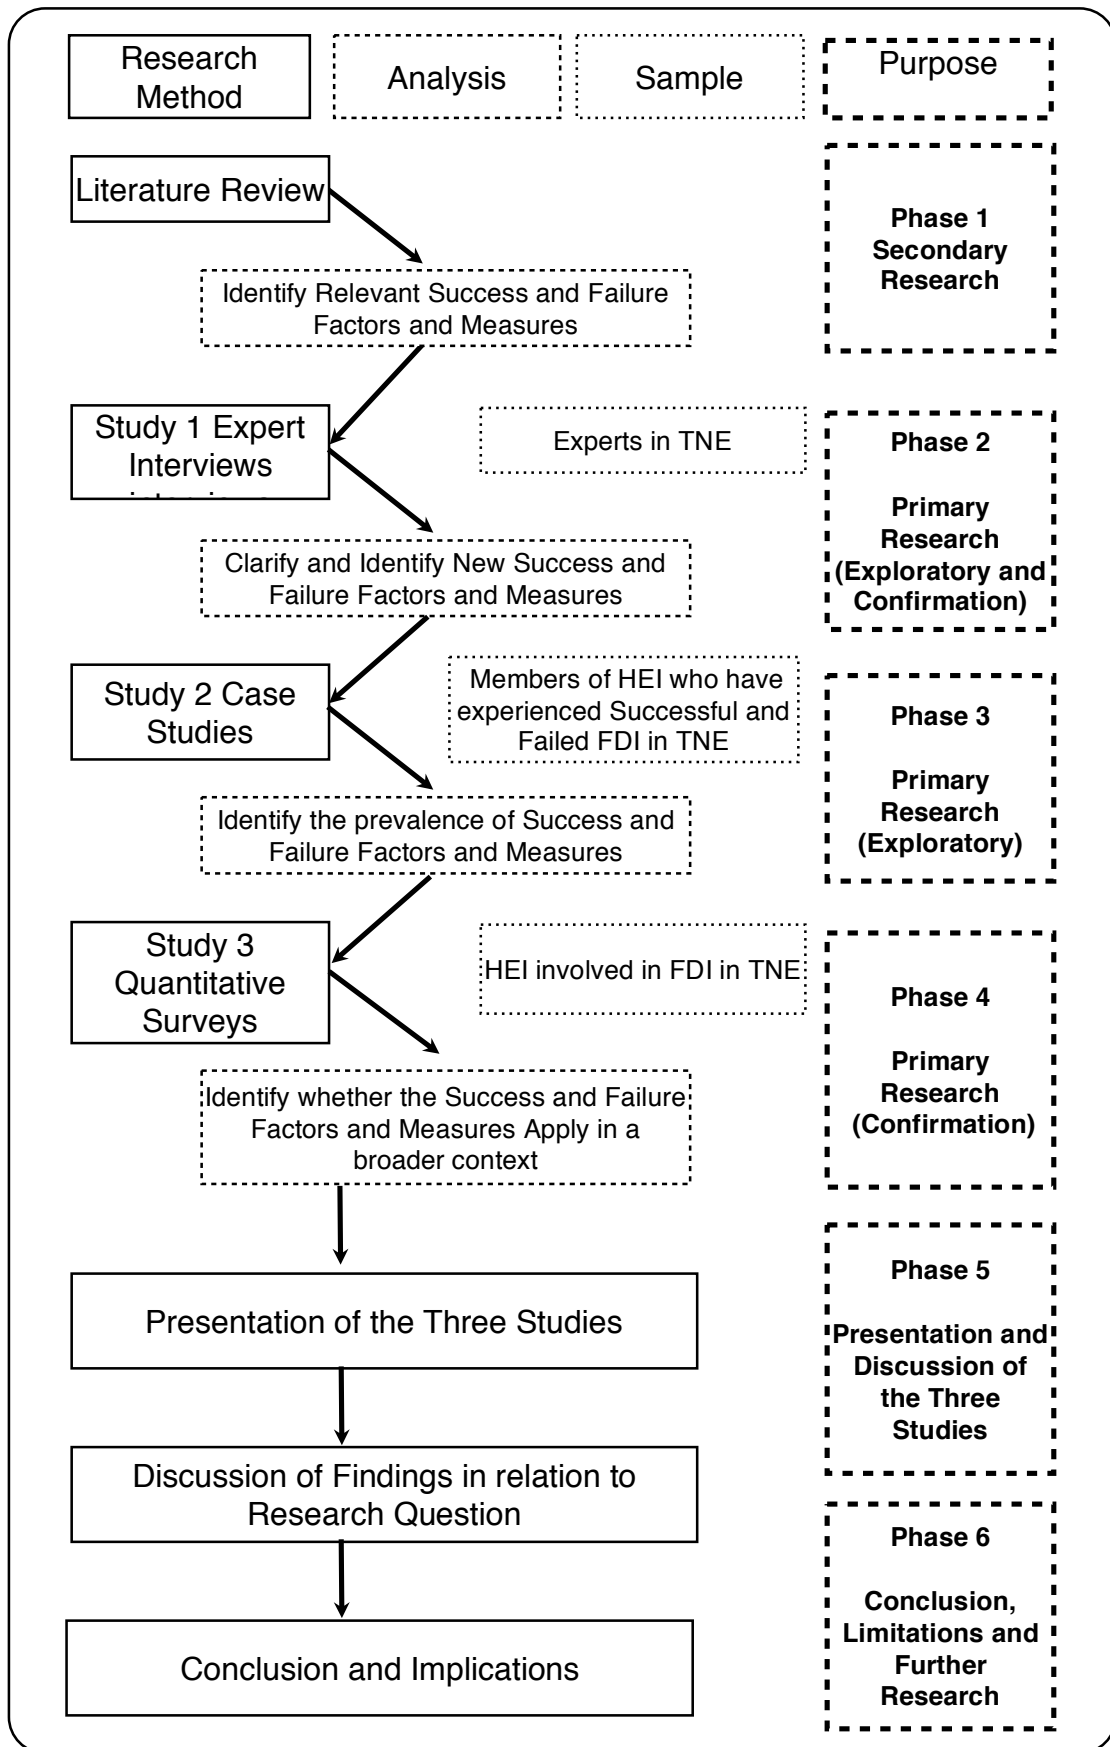 Research
Method
Analysis
Sample
Purpose
Literature Review
Phase 1
Secondary
Research
Identify Relevant Success and Failure
Factors and Measures
Study 1 Expert
Interviews
Experts in TNE
Phase 2
Primary
Research
(Exploratory and
Confirmation)
Clarify and Identify New Success and
Failure Factors and Measures
Study 2 Case
Studies
Members of HEI who have
experienced Successful and
Failed FDI in TNE
Phase 3
Primary
Research
(Exploratory)
Identify the prevalence of Success and
Failure Factors and Measures
Study 3
Quantitative
Surveys
HEI involved in FDI in TNE
Phase 4
Primary
Research
(Confirmation)
Identify whether the Success and Failure
Factors and Measures Apply in a
broader context
Presentation of the Three Studies
Phase 5
Presentation and
Discussion of
the Three
Studies
Discussion of Findings in relation to
Research Question
Conclusion and Implications
Phase 6
Conclusion,
Limitations and
Further
Research